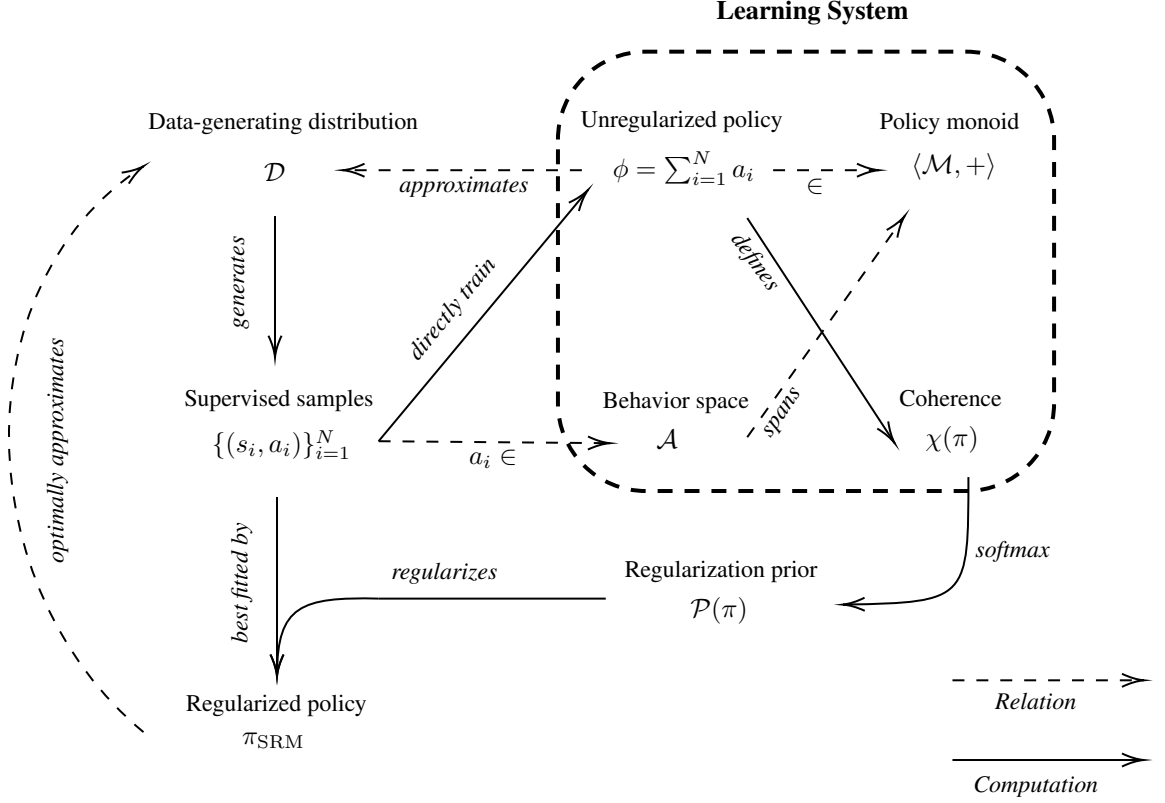 Learning System
Data-generating distribution
𝒟
Unregularized policy
ϕ = ∑_{i=1}^{N} a_i
Policy monoid
⟨ℳ, +⟩
approximates
∈
generates
directly train
defines
spans
optimally approximates
Supervised samples
{(s_i, a_i)}_{i=1}^{N}
a_i ∈
Behavior space
𝒜
Coherence
χ(π)
softmax
best fitted by
regularizes
Regularization prior
𝒫(π)
Regularized policy
π_SRM
Relation
Computation